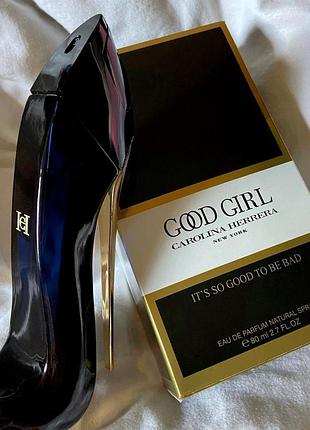 CH
GOOD GIRL
CAROLINA HERRERA
NEW YORK
IT'S SO GOOD TO BE BAD
EAU DE PARFUM NATURAL SPR
℮ 80 ml 2.7 FL OZ